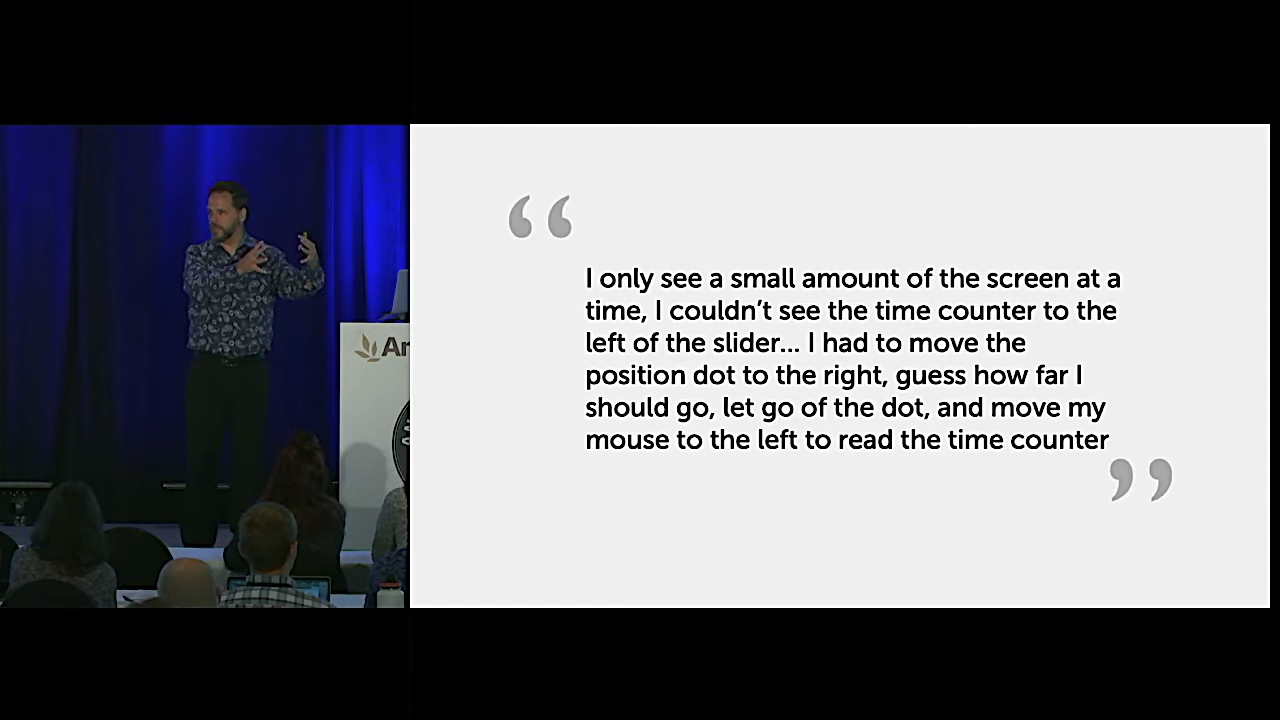 “
I only see a small amount of the screen at a
time, I couldn’t see the time counter to the
left of the slider... I had to move the
position dot to the right, guess how far I
should go, let go of the dot, and move my
mouse to the left to read the time counter
”